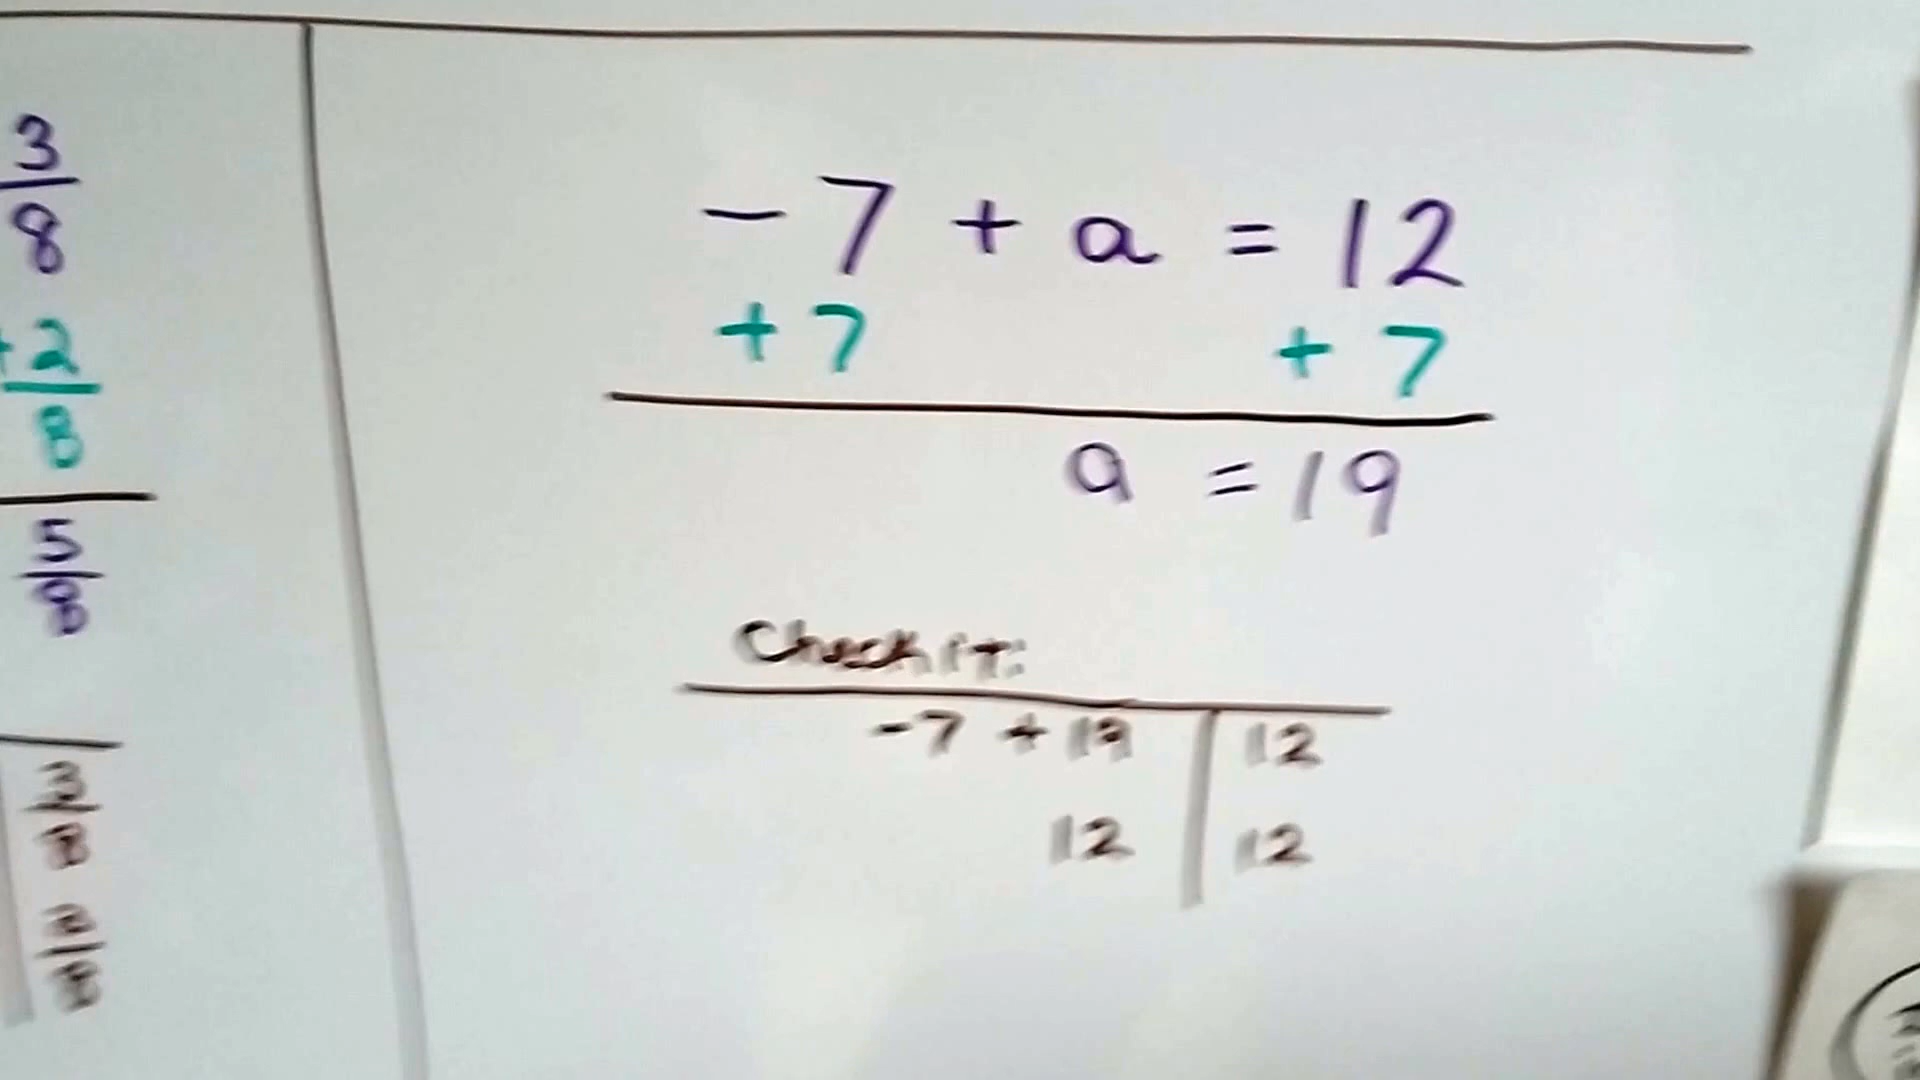 3/8
+2/8
5/8
3/8
-7 + a = 12
+7 +7
a = 19
Check it:
-7 + 19 | 12
12 | 12